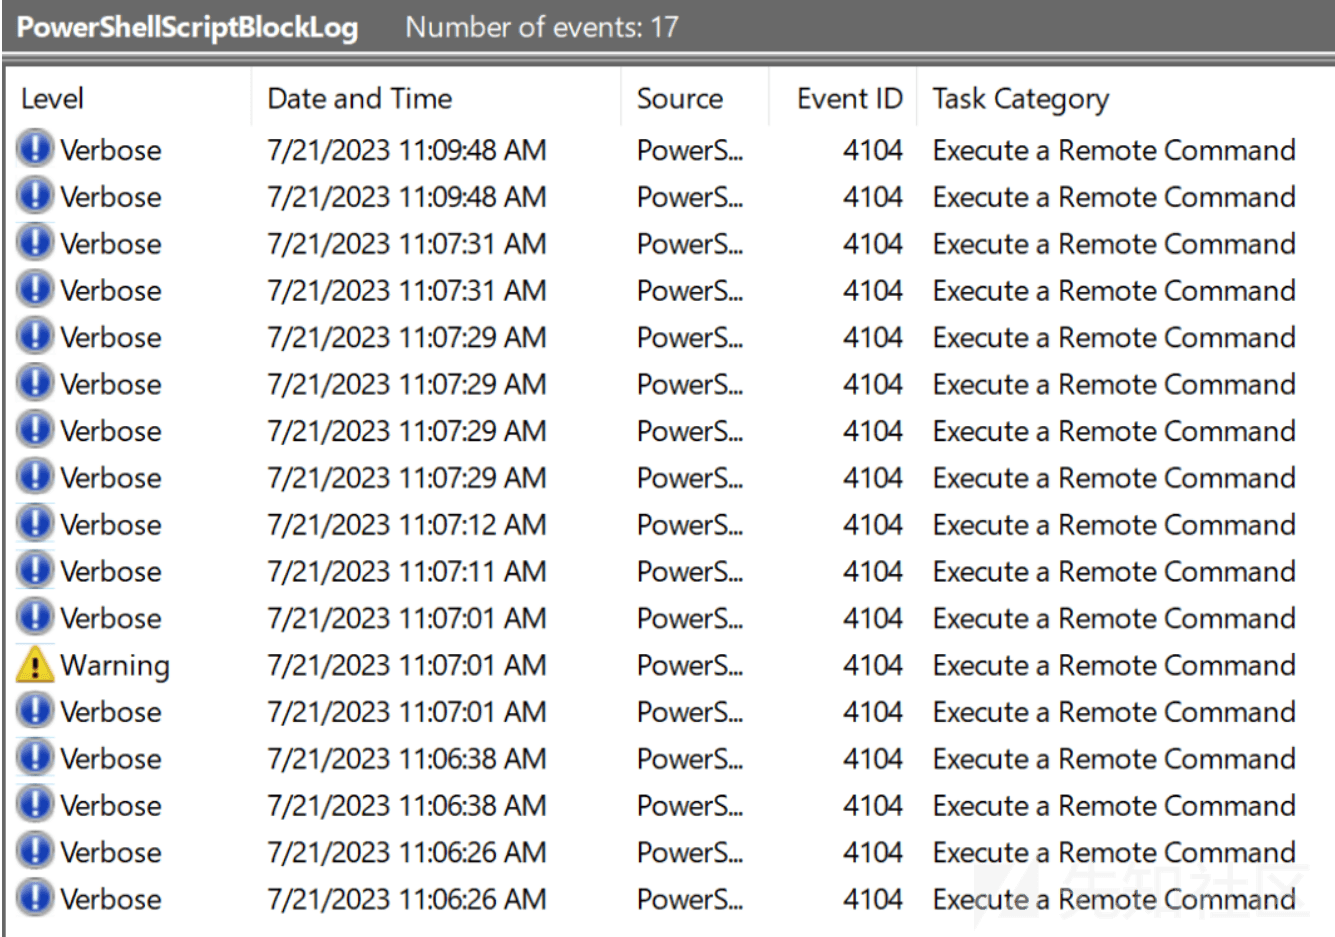 PowerShellScriptBlockLog Number of events: 17
Level Date and Time Source Event ID Task Category
Verbose 7/21/2023 11:09:48 AM PowerS... 4104 Execute a Remote Command
Verbose 7/21/2023 11:09:48 AM PowerS... 4104 Execute a Remote Command
Verbose 7/21/2023 11:07:31 AM PowerS... 4104 Execute a Remote Command
Verbose 7/21/2023 11:07:31 AM PowerS... 4104 Execute a Remote Command
Verbose 7/21/2023 11:07:29 AM PowerS... 4104 Execute a Remote Command
Verbose 7/21/2023 11:07:29 AM PowerS... 4104 Execute a Remote Command
Verbose 7/21/2023 11:07:29 AM PowerS... 4104 Execute a Remote Command
Verbose 7/21/2023 11:07:29 AM PowerS... 4104 Execute a Remote Command
Verbose 7/21/2023 11:07:12 AM PowerS... 4104 Execute a Remote Command
Verbose 7/21/2023 11:07:11 AM PowerS... 4104 Execute a Remote Command
Verbose 7/21/2023 11:07:01 AM PowerS... 4104 Execute a Remote Command
Warning 7/21/2023 11:07:01 AM PowerS... 4104 Execute a Remote Command
Verbose 7/21/2023 11:07:01 AM PowerS... 4104 Execute a Remote Command
Verbose 7/21/2023 11:06:38 AM PowerS... 4104 Execute a Remote Command
Verbose 7/21/2023 11:06:38 AM PowerS... 4104 Execute a Remote Command
Verbose 7/21/2023 11:06:26 AM PowerS... 4104 Execute a Remote Command
Verbose 7/21/2023 11:06:26 AM PowerS... 4104 Execute a Remote Command
先知社区